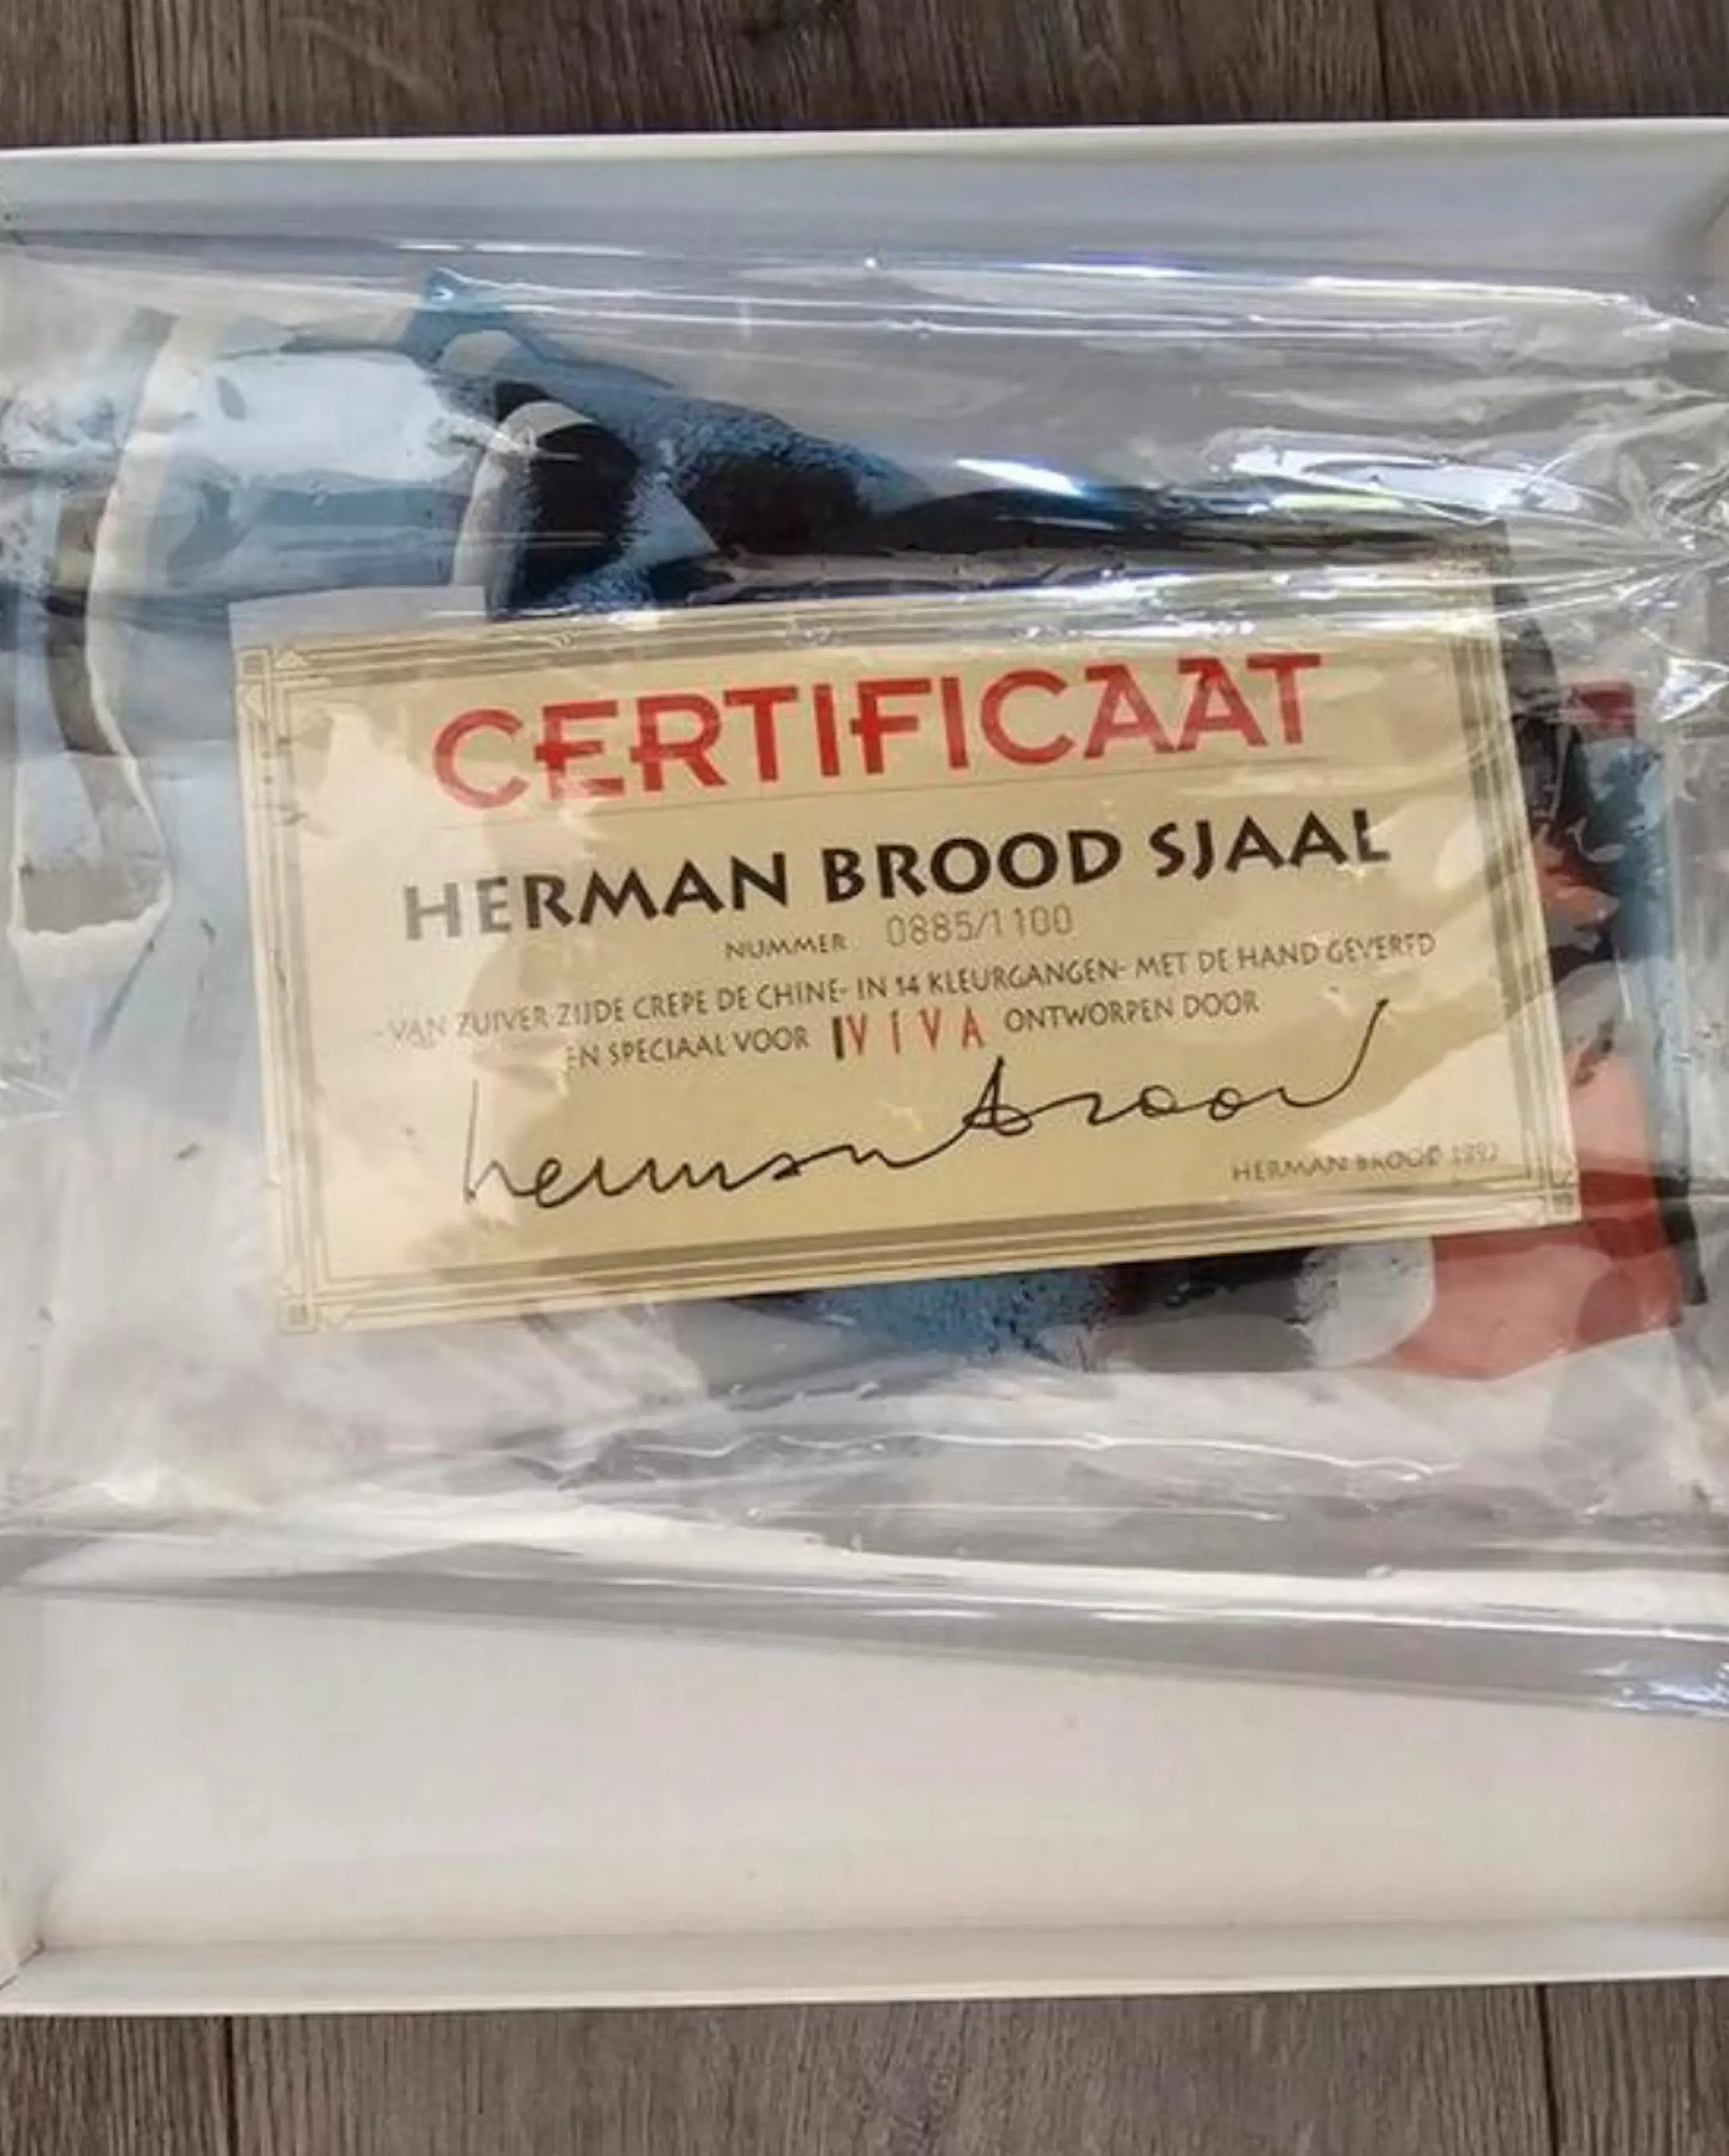 CERTIFICAAT
HERMAN BROOD SJAAL
NUMMER 0885/1100
-VAN ZUIVER ZIJDE CREPE DE CHINE- IN 14 KLEURGANGEN- MET DE HAND GEVERFD
EN SPECIAAL VOOR VIVA ONTWORPEN DOOR
herman brood
HERMAN BROOD